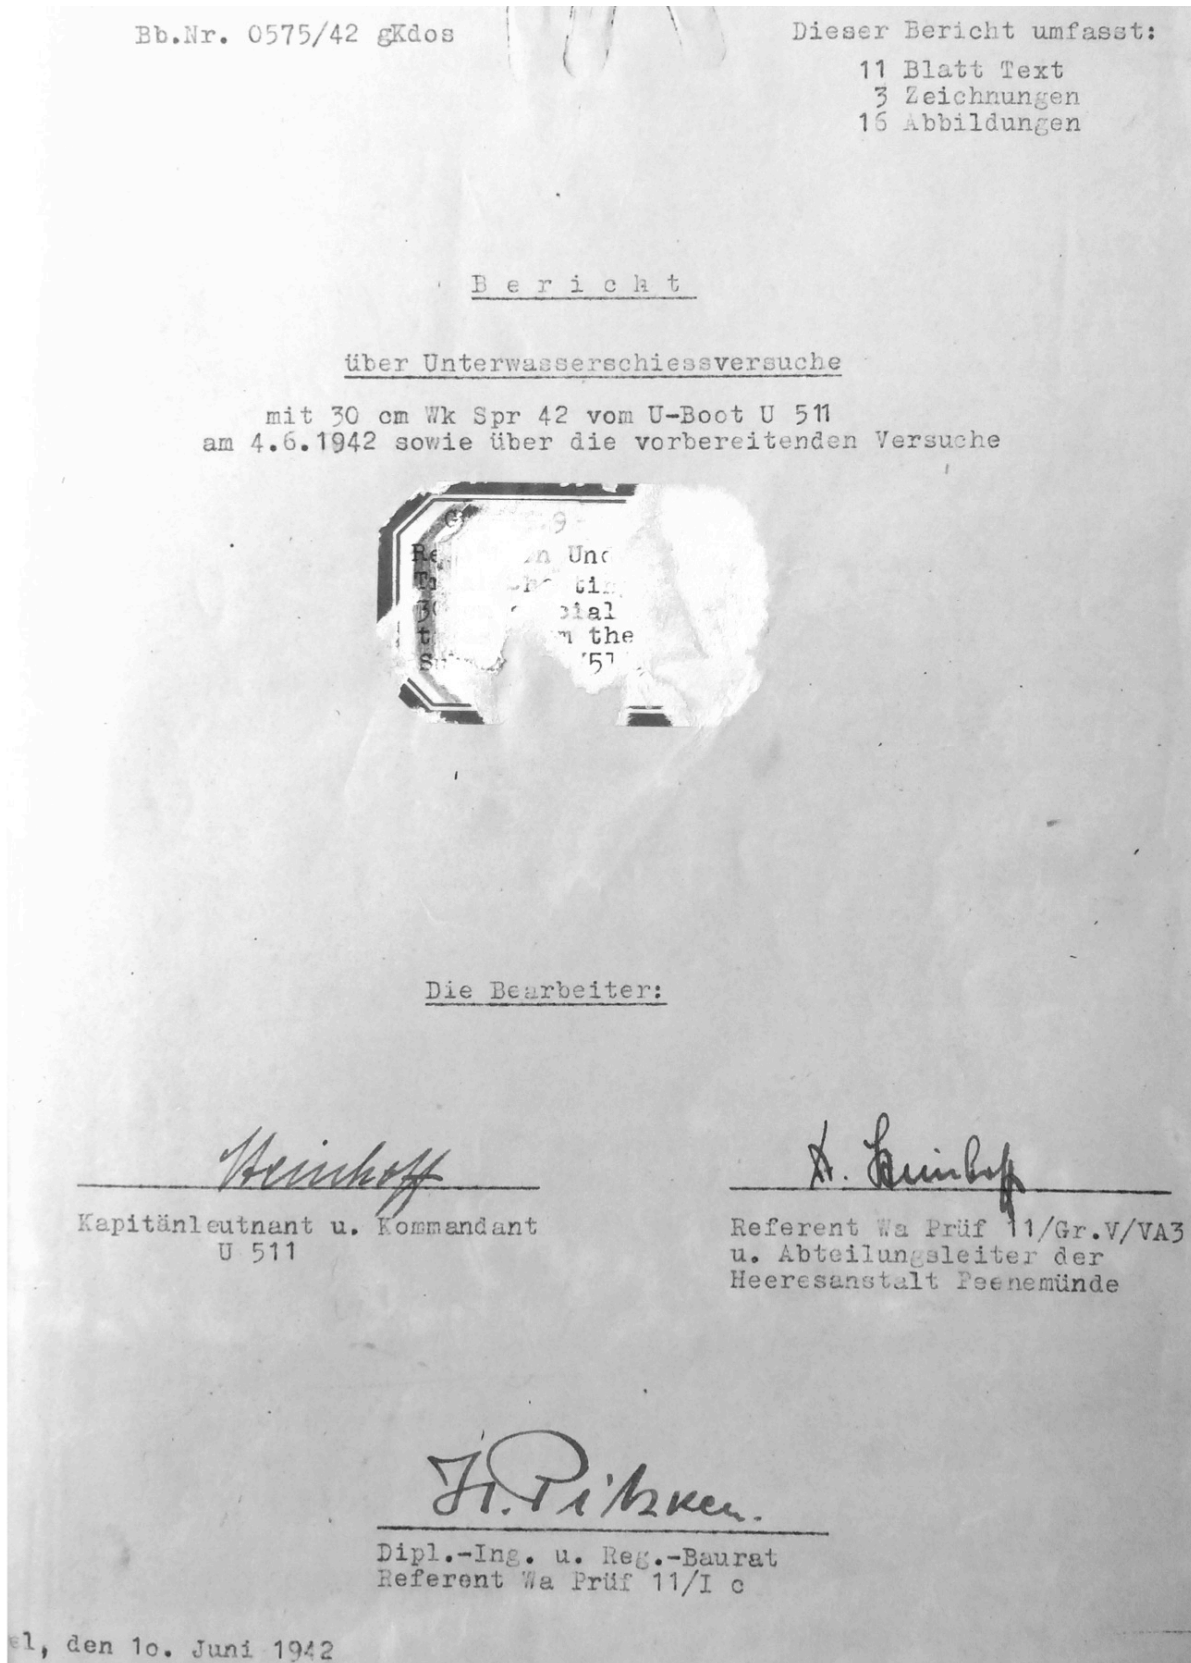 Bb.Nr. 0575/42 gKdos
Dieser Bericht umfasst:
11 Blatt Text
3 Zeichnungen
16 Abbildungen
Bericht
über Unterwasserschiessversuche
mit 30 cm Wk Spr 42 vom U-Boot U 511
am 4.6.1942 sowie über die vorbereitenden Versuche
the
Die Bearbeiter:
Steinhoff
Kapitänleutnant u. Kommandant
U 511
Steinhoff
Referent Wa Prüf 11/Gr.V/VA3
u. Abteilungsleiter der
Heeresanstalt Peenemünde
Dipl.-Ing. u. Reg.-Baurat
Referent Wa Prüf 11/I c
den 1o. Juni 1942